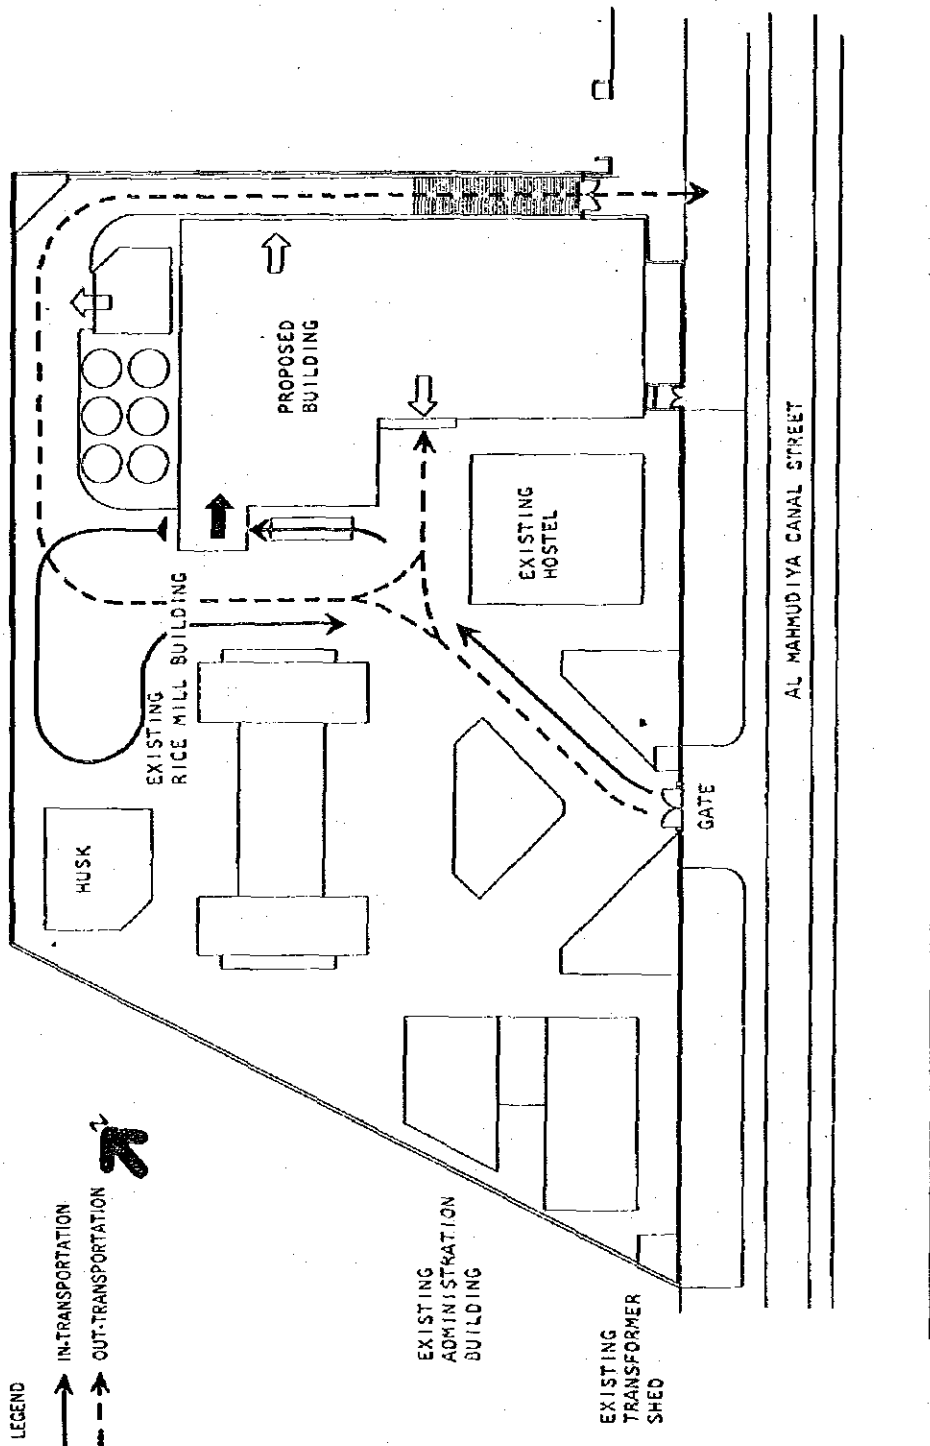 LEGEND
IN-TRANSPORTATION
OUT-TRANSPORTATION
N
HUSK
EXISTING
RICE MILL BUILDING
PROPOSED
BUILDING
EXISTING
HOSTEL
EXISTING
ADMINISTRATION
BUILDING
EXISTING
TRANSFORMER
SHED
GATE
AL MAHMUDIYA CANAL STREET